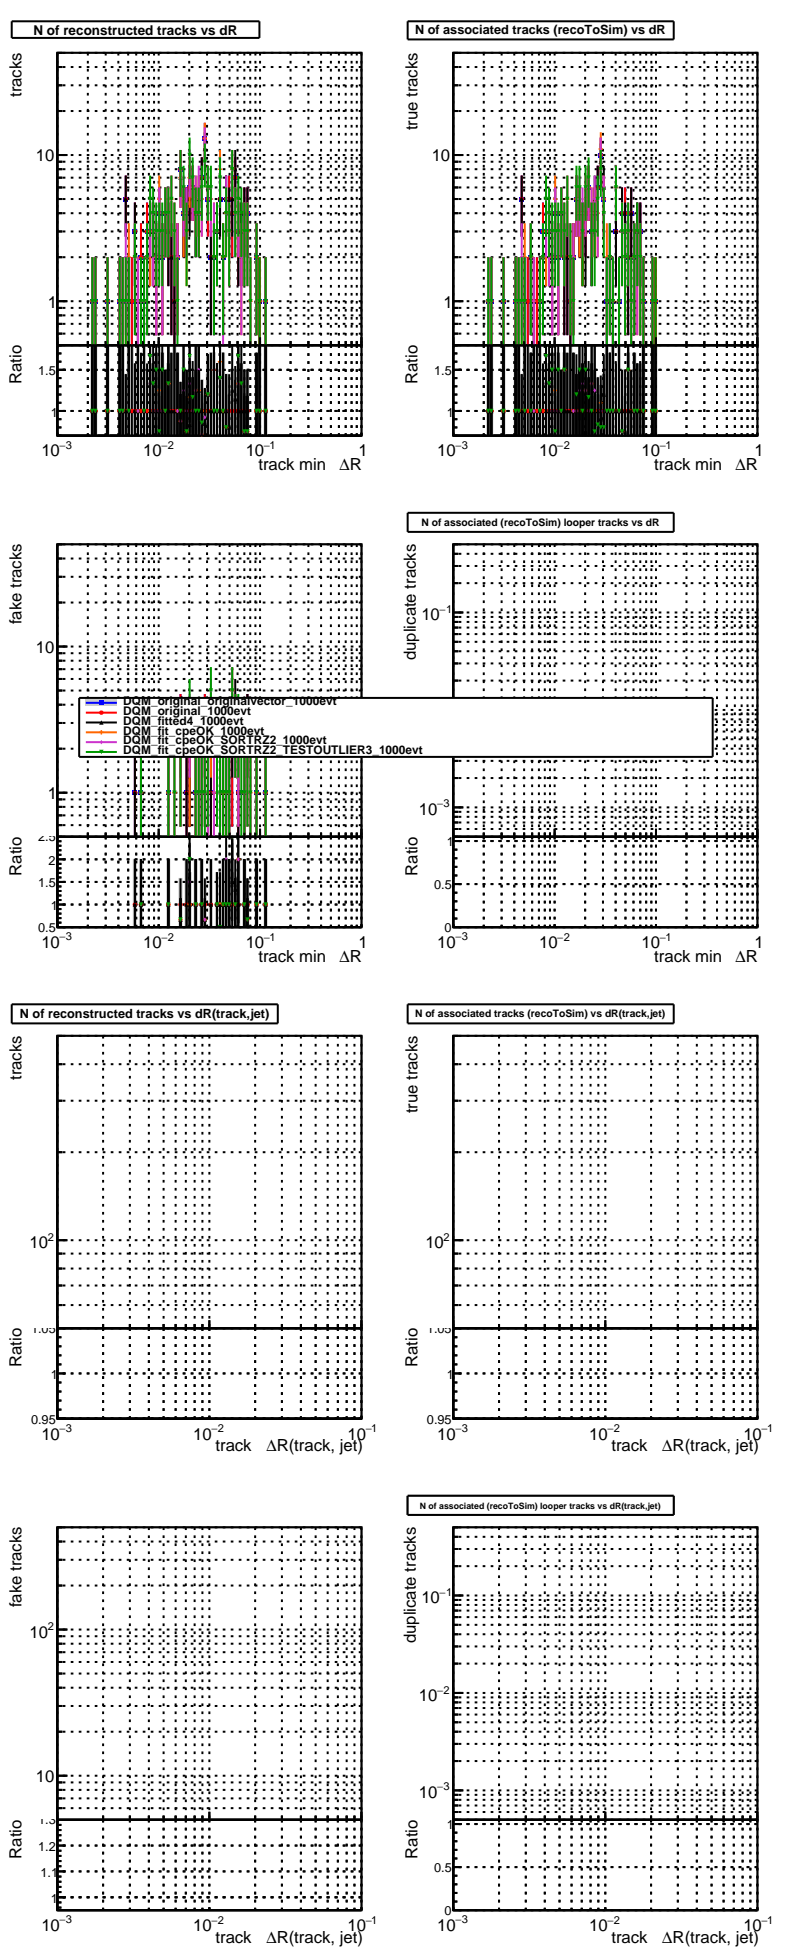 N of reconstructed tracks vs dR
tracks
10
1
Ratio
1.5
1
10−3
10−2
10−1
1
track min ΔR
N of associated tracks (recoToSim) vs dR
true tracks
10
1
Ratio
1.5
1
10−3
10−2
10−1
1
track min ΔR
fake tracks
10
1
Ratio
2.5
2
1.5
1
0.5
10−3
10−2
10−1
1
track min ΔR
N of associated (recoToSim) looper tracks vs dR
duplicate tracks
10−1
10−3
Ratio
1
0.5
0
10−3
10−2
10−1
1
track min ΔR
DQM_original_originalvector_1000evt
DQM_original_1000evt
DQM_fitted4_1000evt
DQM_fit_cpeOK_1000evt
DQM_fit_cpeOK_SORTRZ2_1000evt
DQM_fit_cpeOK_SORTRZ2_TESTOUTLIER3_1000evt
N of reconstructed tracks vs dR(track,jet)
tracks
10²
Ratio
1.05
1
0.95
10−3
10−2
10−1
track ΔR(track, jet)
N of associated tracks (recoToSim) vs dR(track,jet)
true tracks
10²
Ratio
1.05
1
0.95
10−3
10−2
10−1
track ΔR(track, jet)
fake tracks
10²
10
Ratio
1.3
1.2
1.1
1
10−3
10−2
10−1
track ΔR(track, jet)
N of associated (recoToSim) looper tracks vs dR(track,jet)
duplicate tracks
10−1
10−2
10−3
Ratio
1
0.5
0
10−3
10−2
10−1
track ΔR(track, jet)